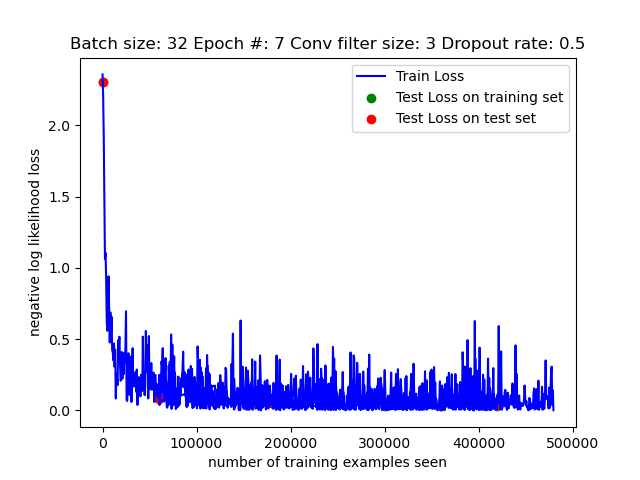 Batch size: 32 Epoch #: 7 Conv filter size: 3 Dropout rate: 0.5
Train Loss
Test Loss on training set
Test Loss on test set
negative log likelihood loss
2.0
1.5
1.0
0.5
0.0
0
100000
200000
300000
400000
500000
number of training examples seen